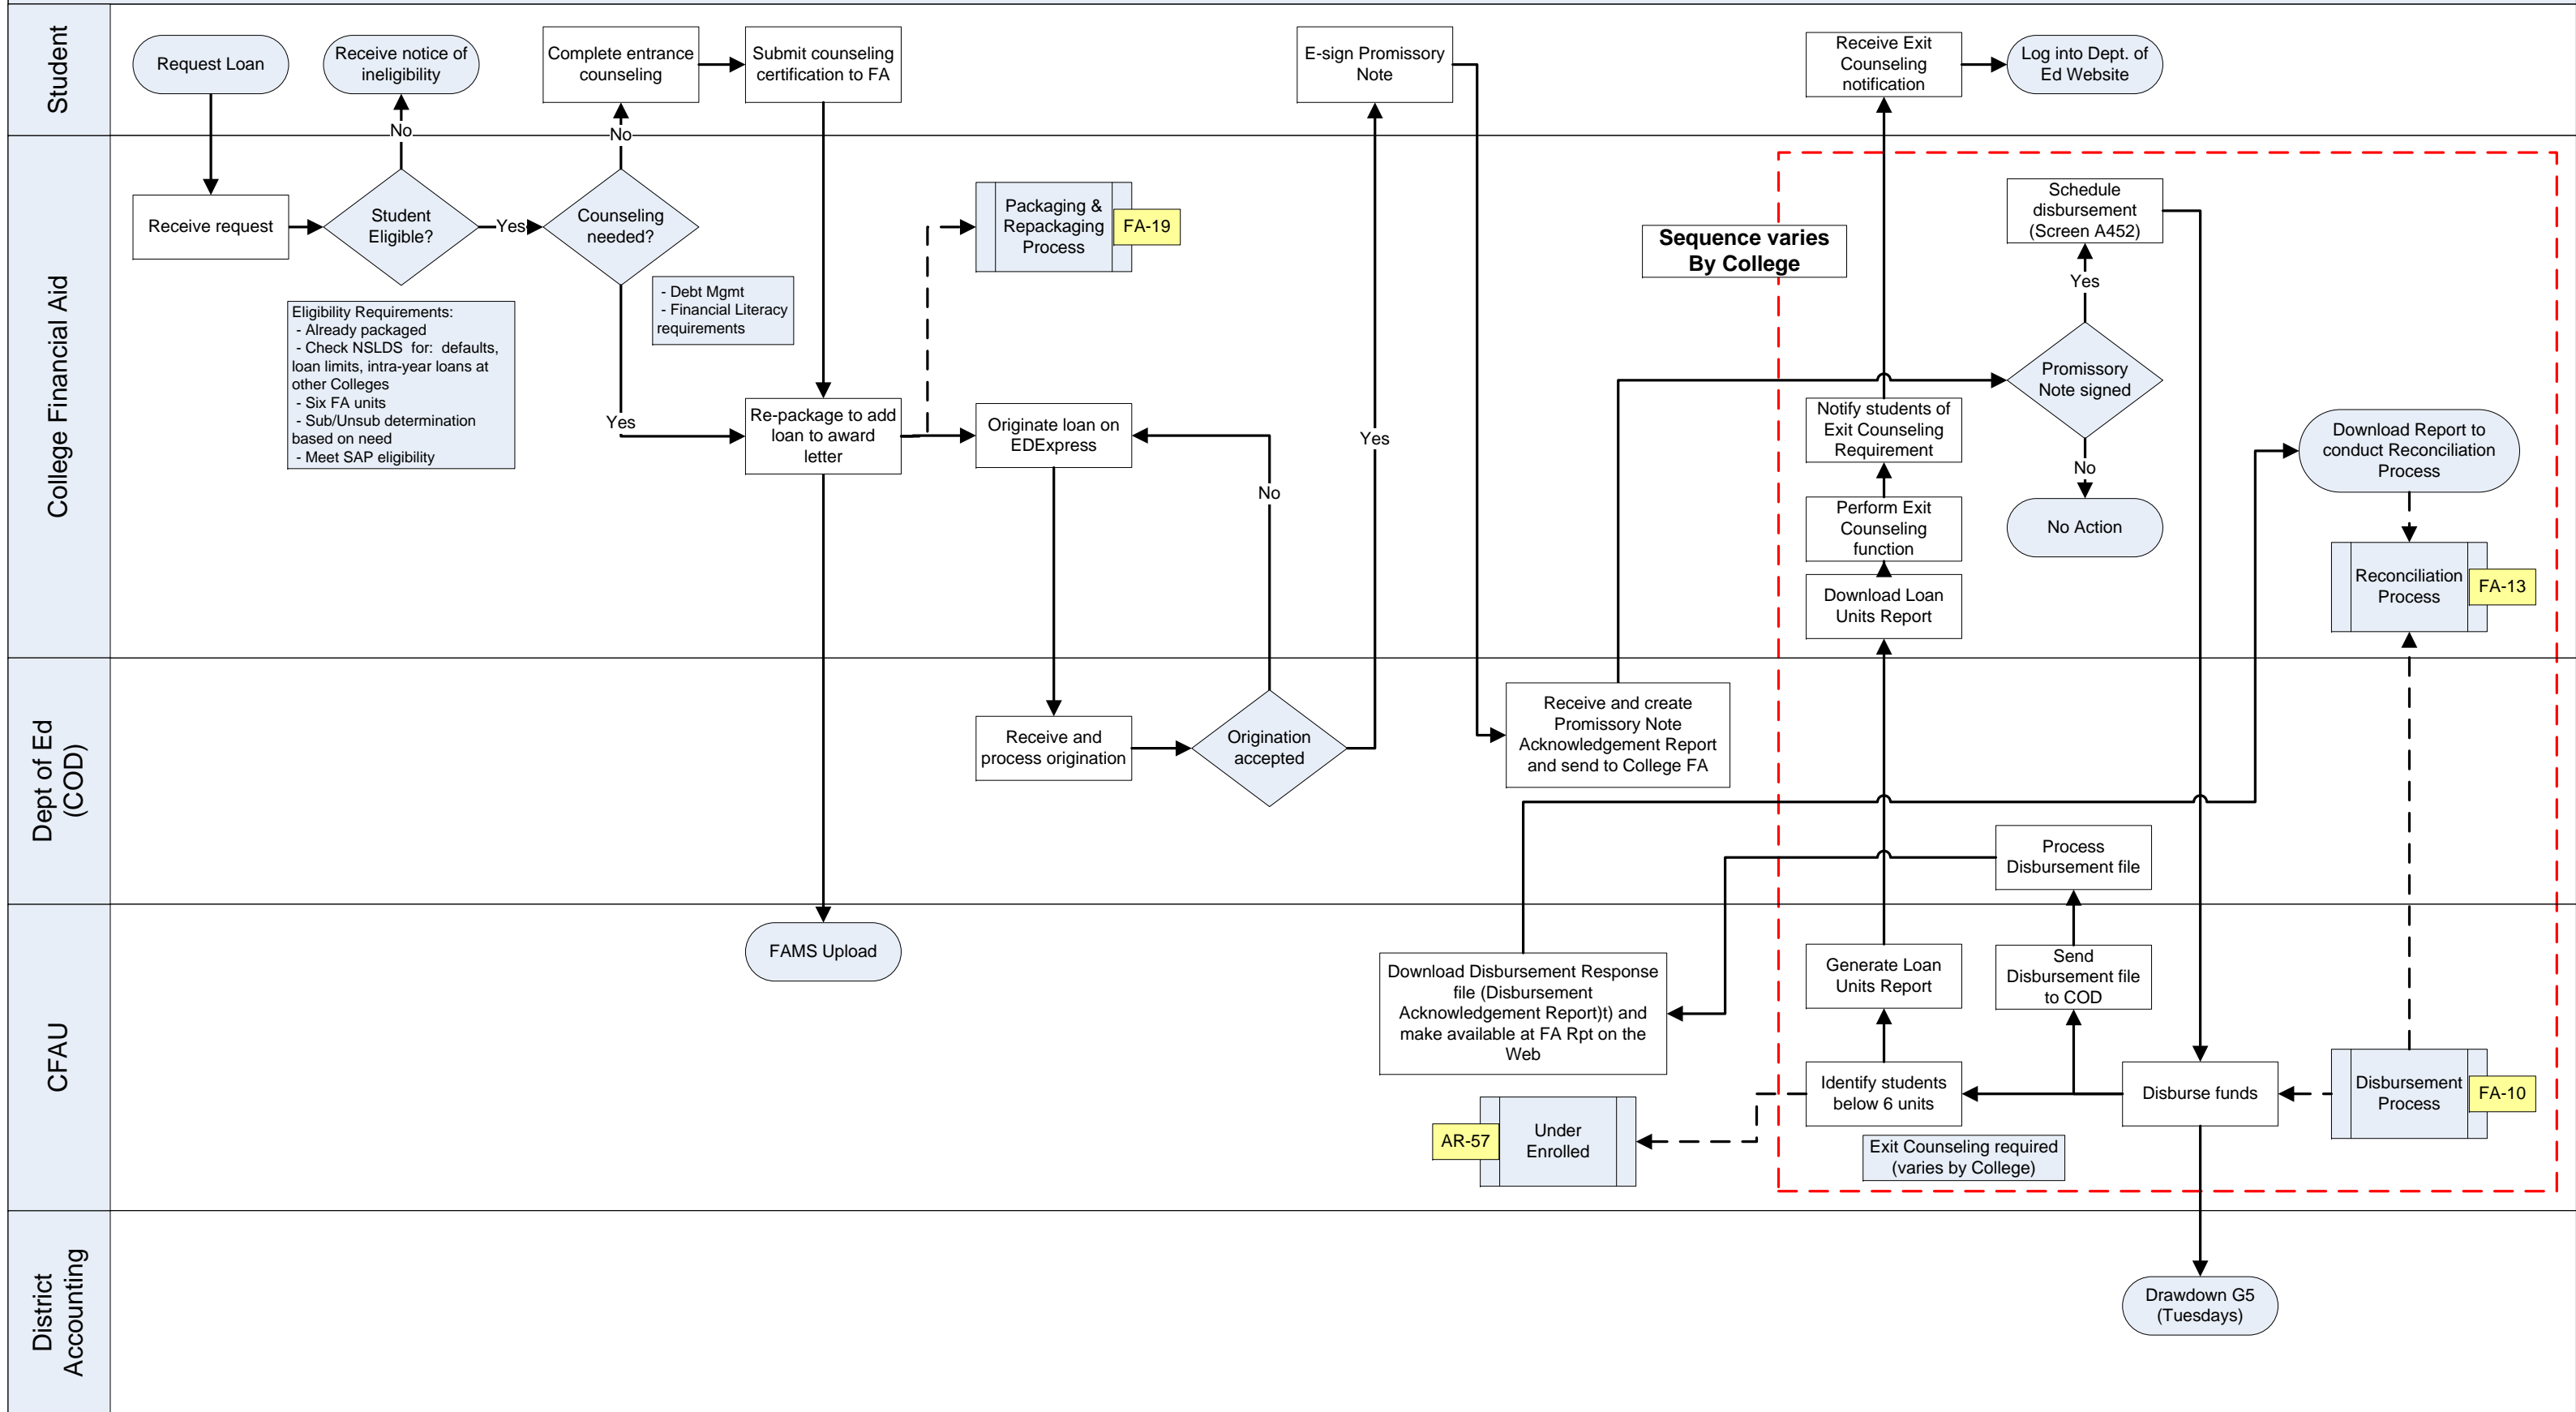 Student
Request Loan
Receive notice of
ineligibility
Complete entrance
counseling
Submit counseling
certification to FA
E-sign Promissory
Note
Receive Exit
Counseling
notification
Log into Dept. of
Ed Website
No
No
College Financial Aid
Receive request
Student
Eligible?
Yes
Counseling
needed?
Packaging &
Repackaging
Process
FA-19
Sequence varies
By College
Schedule
disbursement
(Screen A452)
Yes
Eligibility Requirements:
- Already packaged
- Check NSLDS for: defaults,
loan limits, intra-year loans at
other Colleges
- Six FA units
- Sub/Unsub determination
based on need
- Meet SAP eligibility
- Debt Mgmt
- Financial Literacy
requirements
Yes
Re-package to add
loan to award
letter
Originate loan on
EDExpress
No
Yes
Promissory
Note signed
No
No Action
Notify students of
Exit Counseling
Requirement
Perform Exit
Counseling
function
Download Loan
Units Report
Download Report to
conduct Reconciliation
Process
Reconciliation
Process
FA-13
Dept of Ed
(COD)
Receive and
process origination
Origination
accepted
Receive and create
Promissory Note
Acknowledgement Report
and send to College FA
Process
Disbursement file
CFAU
FAMS Upload
Download Disbursement Response
file (Disbursement
Acknowledgement Report)t) and
make available at FA Rpt on the
Web
Generate Loan
Units Report
Send
Disbursement file
to COD
Identify students
below 6 units
Disburse funds
Disbursement
Process
FA-10
AR-57
Under
Enrolled
Exit Counseling required
(varies by College)
District
Accounting
Drawdown G5
(Tuesdays)